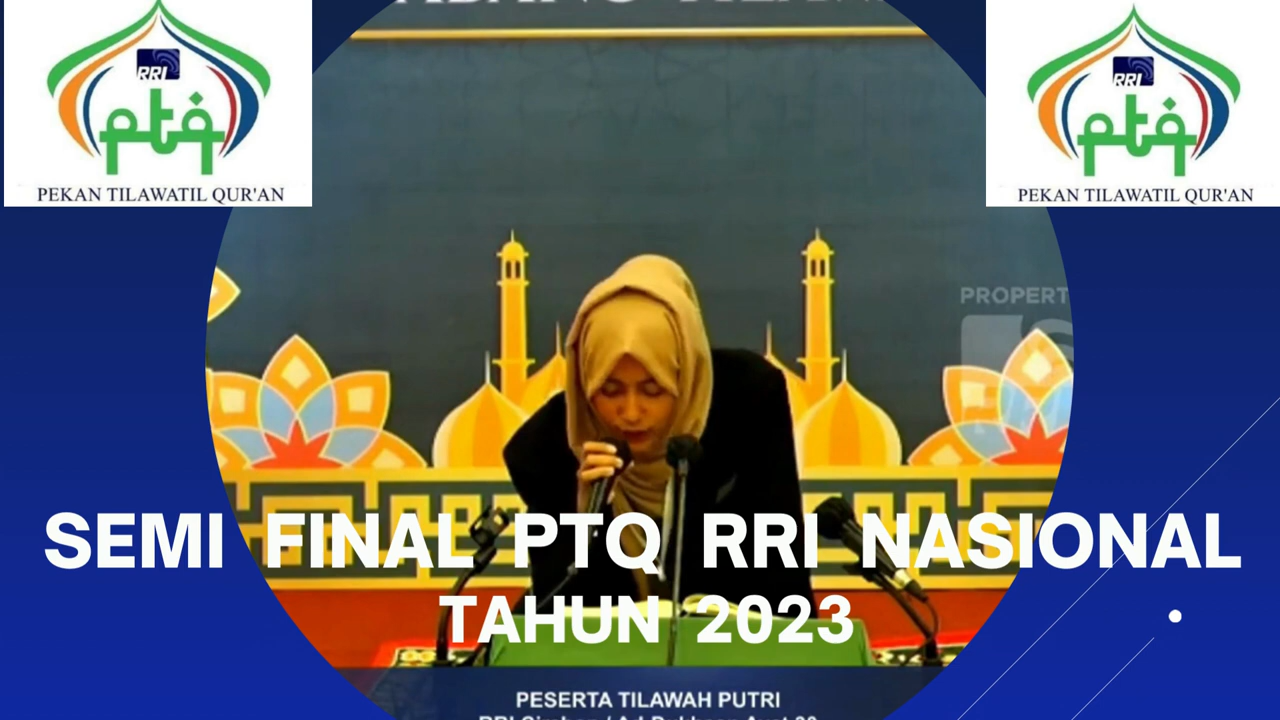 RRI
ptq
PEKAN TILAWATIL QUR'AN
RRI
ptq
PEKAN TILAWATIL QUR'AN
PROPERT
SEMI FINAL PTQ RRI NASIONAL
TAHUN 2023
PESERTA TILAWAH PUTRI